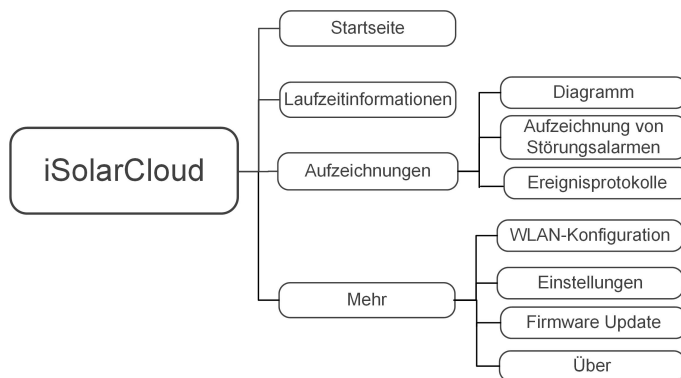 Startseite
Laufzeitinformationen
iSolarCloud
Aufzeichnungen
Diagramm
Aufzeichnung von
Störungsalarmen
Ereignisprotokolle
Mehr
WLAN-Konfiguration
Einstellungen
Firmware Update
Über